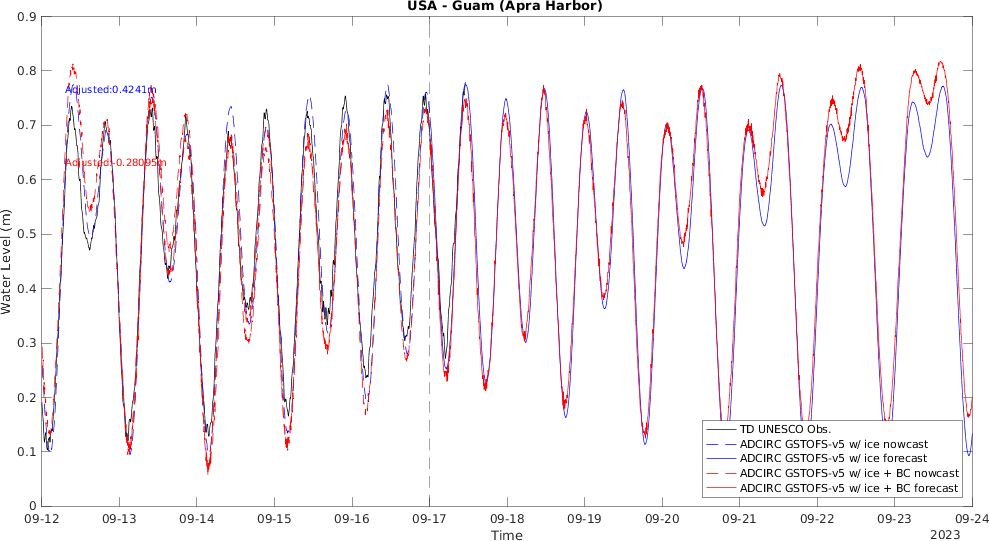 USA - Guam (Apra Harbor)
0.9
0.8
0.7
0.6
0.5
0.4
0.3
0.2
0.1
0
Water Level (m)
Adjusted:0.4241m
Adjusted:-0.28095m
TD UNESCO Obs.
ADCIRC GSTOFS-v5 w/ ice nowcast
ADCIRC GSTOFS-v5 w/ ice forecast
ADCIRC GSTOFS-v5 w/ ice + BC nowcast
ADCIRC GSTOFS-v5 w/ ice + BC forecast
09-12 09-13 09-14 09-15 09-16 09-17 09-18 09-19 09-20 09-21 09-22 09-23 09-24
Time
2023